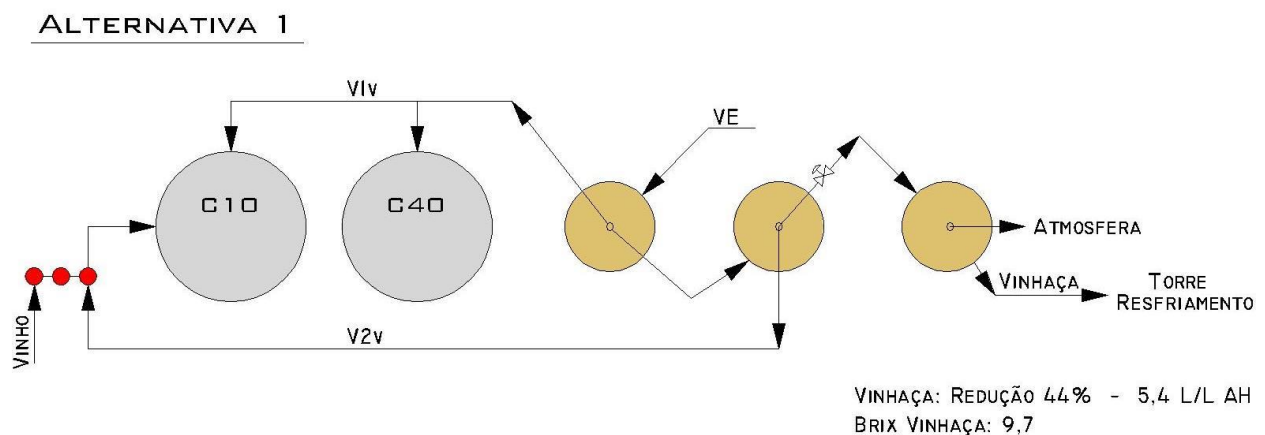 ALTERNATIVA 1
V1v
VE
C10
C40
ATMOSFERA
VINHAÇA
TORRE
RESFRIAMENTO
VINHO
V2v
VINHAÇA: REDUÇÃO 44% - 5,4 L/L AH
BRIX VINHAÇA: 9,7